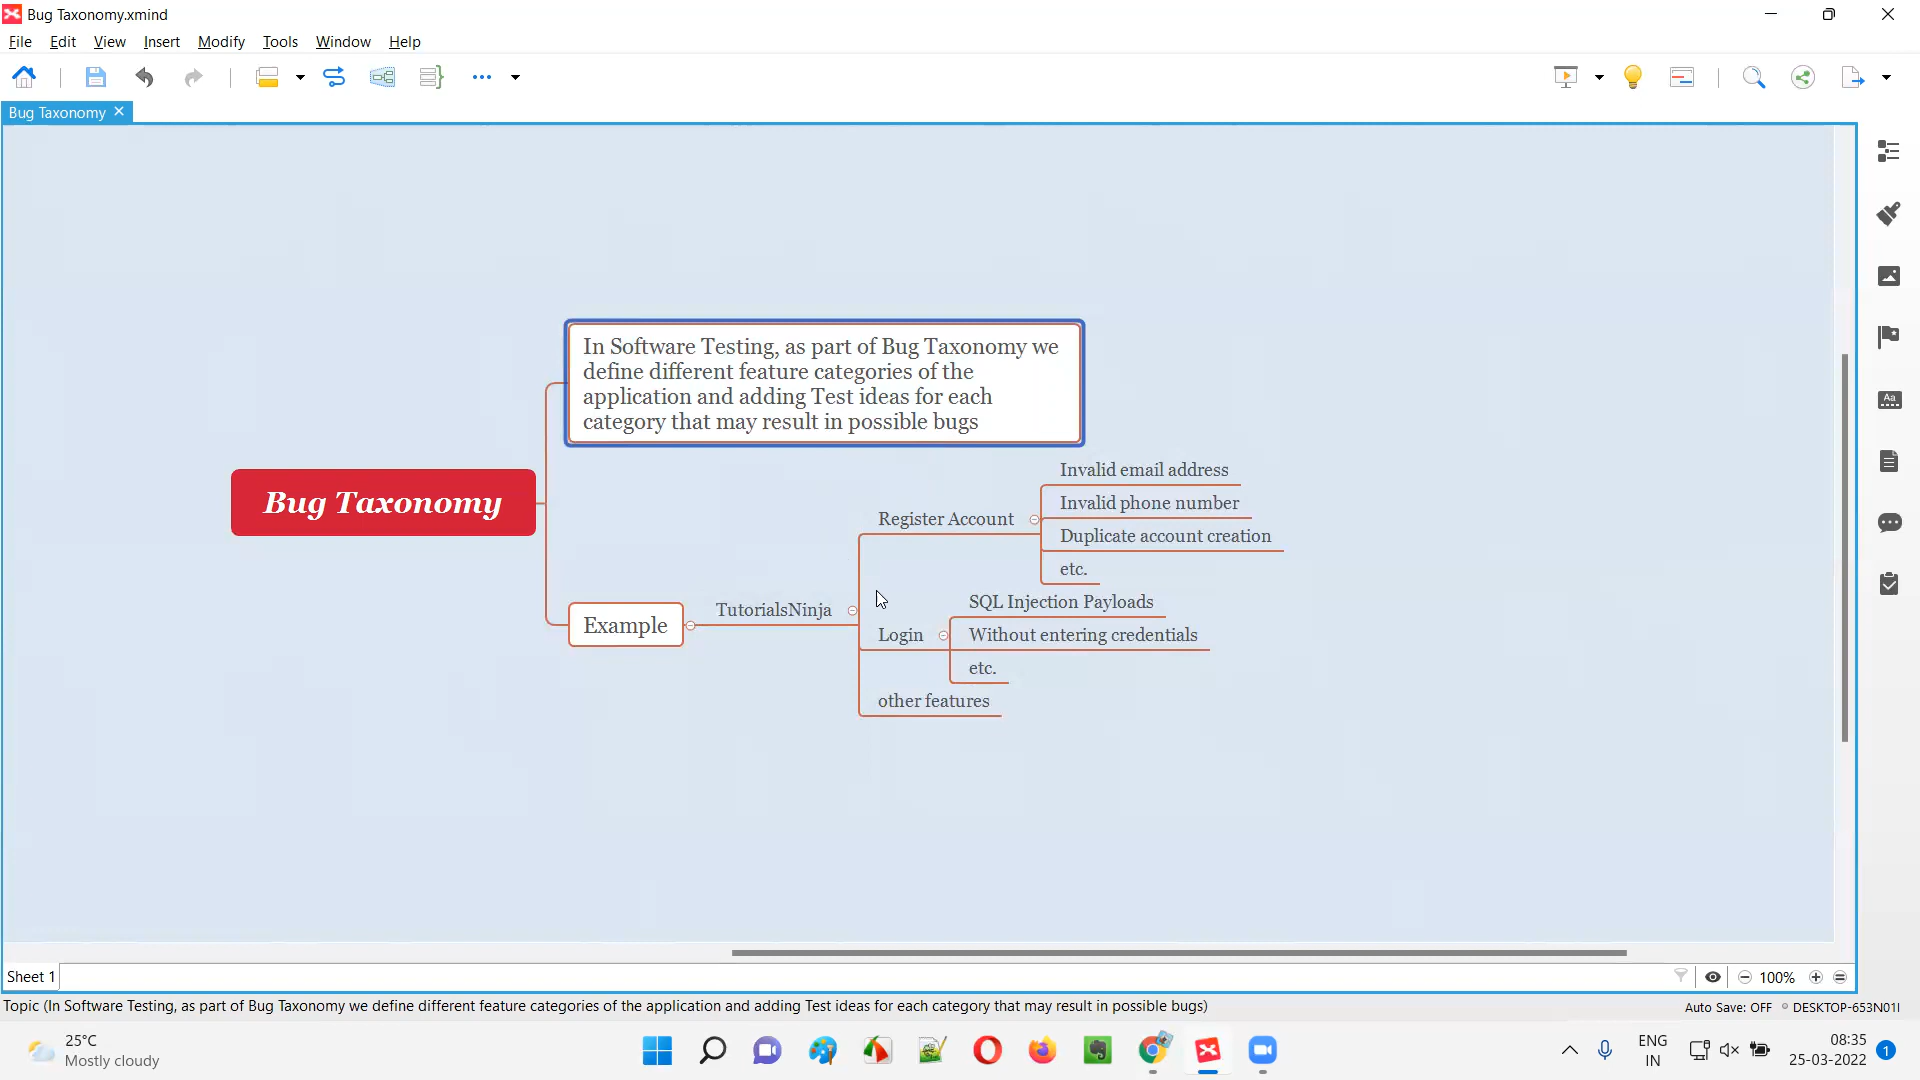 Bug Taxonomy.xmind
File Edit View Insert Modify Tools Window Help
Bug Taxonomy
In Software Testing, as part of Bug Taxonomy we
define different feature categories of the
application and adding Test ideas for each
category that may result in possible bugs
Bug Taxonomy
Invalid email address
Invalid phone number
Register Account
Duplicate account creation
etc.
Example
TutorialsNinja
SQL Injection Payloads
Login
Without entering credentials
etc.
other features
Sheet 1
100%
Topic (In Software Testing, as part of Bug Taxonomy we define different feature categories of the application and adding Test ideas for each category that may result in possible bugs)
Auto Save: OFF
DESKTOP-653N01I
25°C
Mostly cloudy
ENG
IN
08:35
25-03-2022
1
Aa